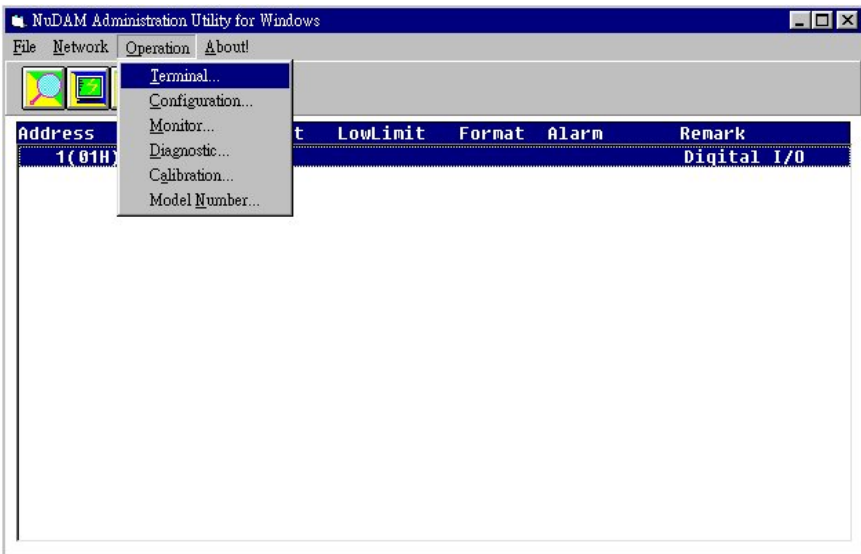 NuDAM Administration Utility for Windows
File Network Operation About!
Terminal...
Configuration...
Monitor...
Diagnostic...
Calibration...
Model Number...
Address t LowLimit Format Alarm Remark
1(01H) Digital I/O